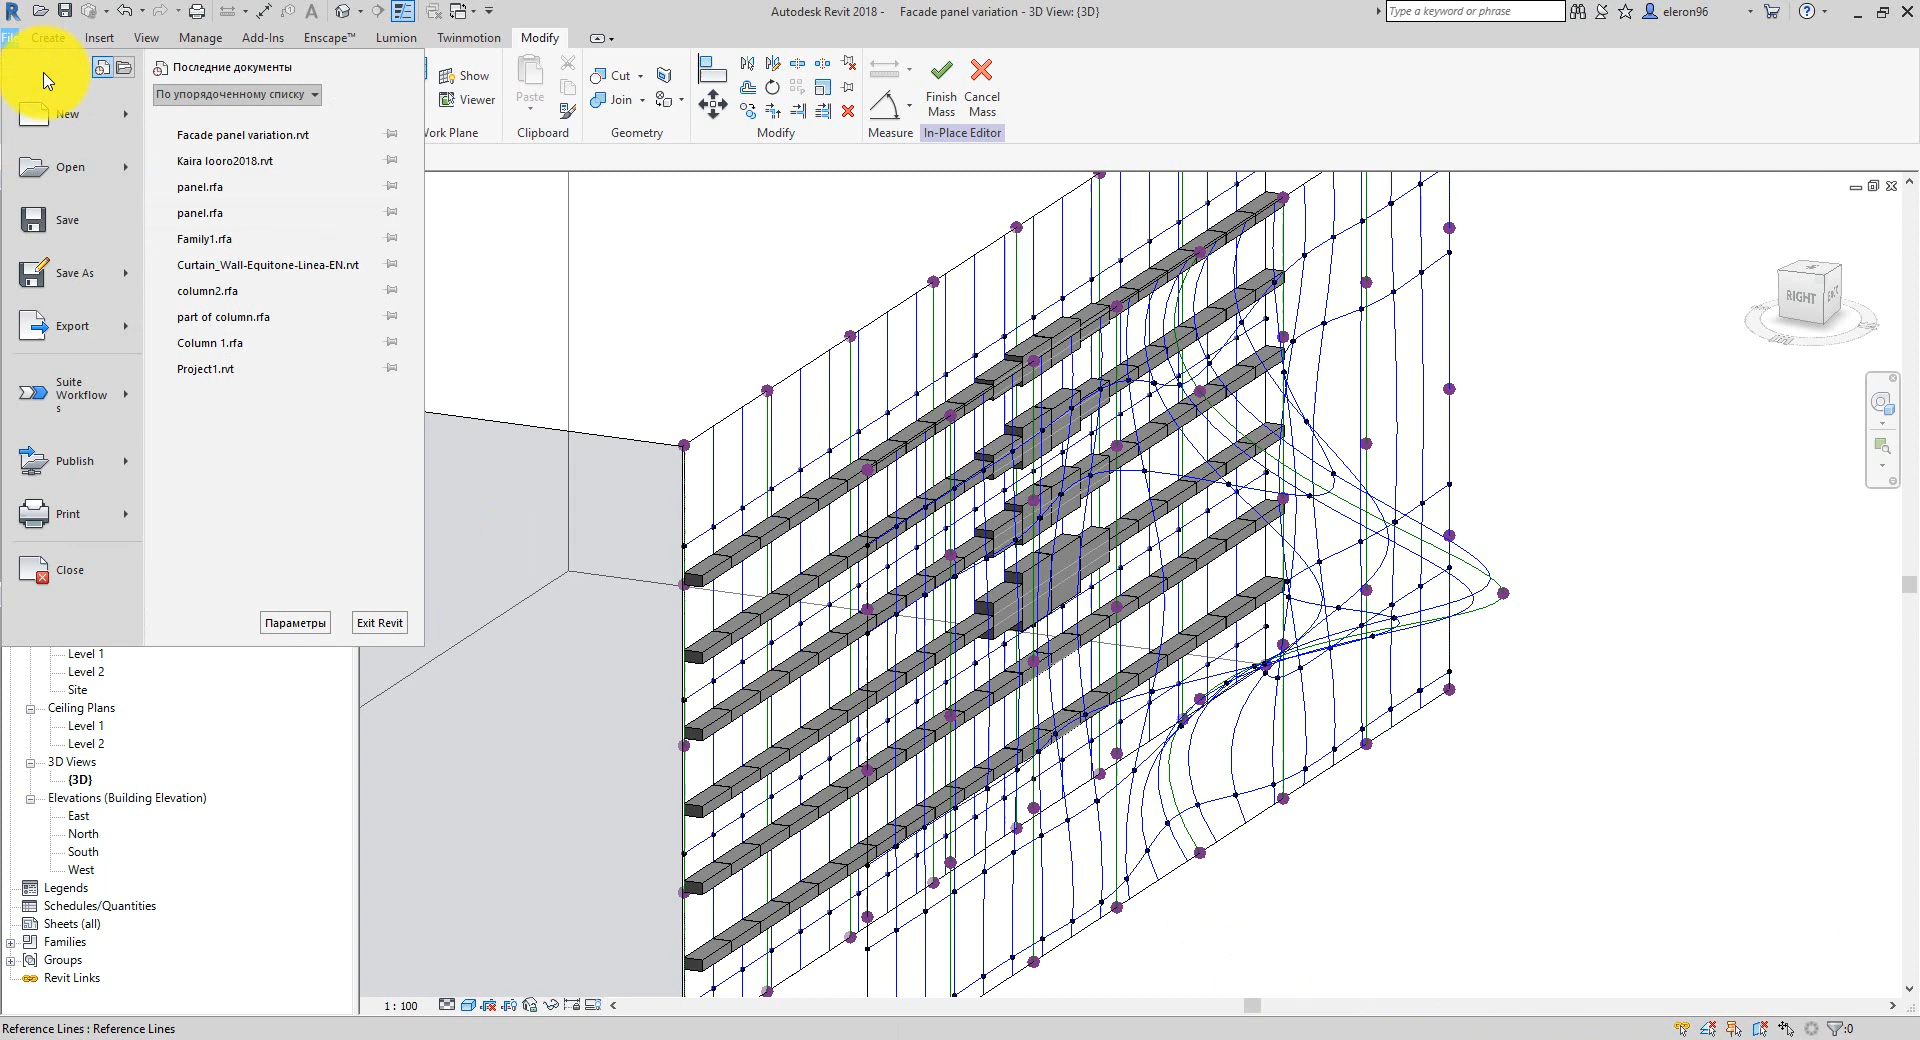 Autodesk Revit 2018 - Facade panel variation - 3D View: {3D}
Type a keyword or phrase
eleron96
Create Insert View Manage Add-Ins Enscape™ Lumion Twinmotion Modify
Последние документы
По упорядоченному списку
New
Open
Save
Save As
Export
Suite
Workflow
s
Publish
Print
Close
Facade panel variation.rvt
Kaira looro2018.rvt
panel.rfa
panel.rfa
Family1.rfa
Curtain_Wall-Equitone-Linea-EN.rvt
column2.rfa
part of column.rfa
Column 1.rfa
Project1.rvt
Параметры
Exit Revit
Show
Viewer
Work Plane
Paste
Clipboard
Cut
Join
Geometry
Modify
Measure
Finish
Mass
Cancel
Mass
In-Place Editor
RIGHT
Level 1
Level 2
Site
Ceiling Plans
Level 1
Level 2
3D Views
{3D}
Elevations (Building Elevation)
East
North
South
West
Legends
Schedules/Quantities
Sheets (all)
Families
Groups
Revit Links
1 : 100
Reference Lines : Reference Lines
:0